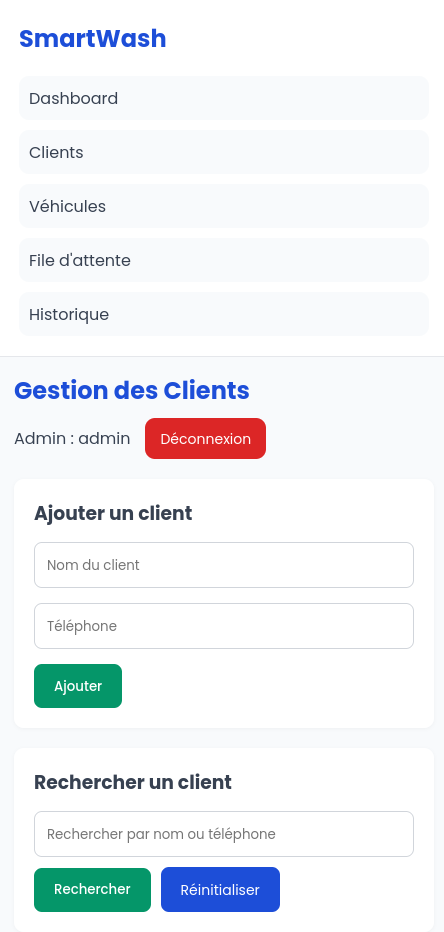 SmartWash
Dashboard
Clients
Véhicules
File d'attente
Historique
Gestion des Clients
Admin : admin Déconnexion
Ajouter un client
Nom du client
Téléphone
Ajouter
Rechercher un client
Rechercher par nom ou téléphone
Rechercher Réinitialiser